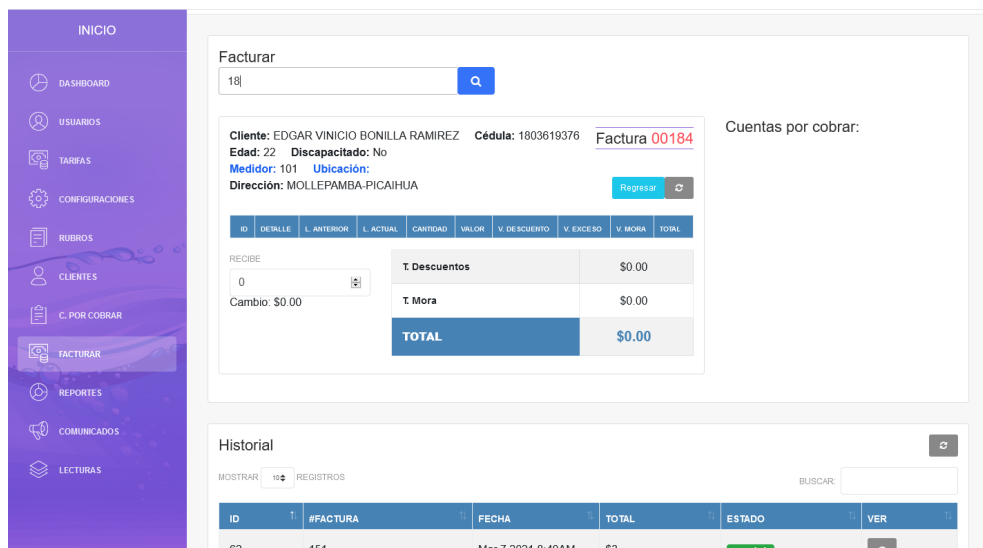 INICIO
DASHBOARD
USUARIOS
TARIFAS
CONFIGURACIONES
RUBROS
CLIENTES
C. POR COBRAR
FACTURAR
REPORTES
COMUNICADOS
LECTURAS
Facturar
18
Cliente: EDGAR VINICIO BONILLA RAMIREZ Cédula: 1803619376
Edad: 22 Discapacitado: No
Medidor: 101 Ubicación:
Dirección: MOLLEPAMBA-PICAIHUA
Factura 00184
Regresar
ID DETALLE L. ANTERIOR L. ACTUAL CANTIDAD VALOR V. DESCUENTO V. EXCESO V. MORA TOTAL
RECIBE
0
Cambio: $0.00
T. Descuentos $0.00
T. Mora $0.00
TOTAL $0.00
Cuentas por cobrar:
Historial
MOSTRAR 10 REGISTROS
BUSCAR:
ID #FACTURA FECHA TOTAL ESTADO VER